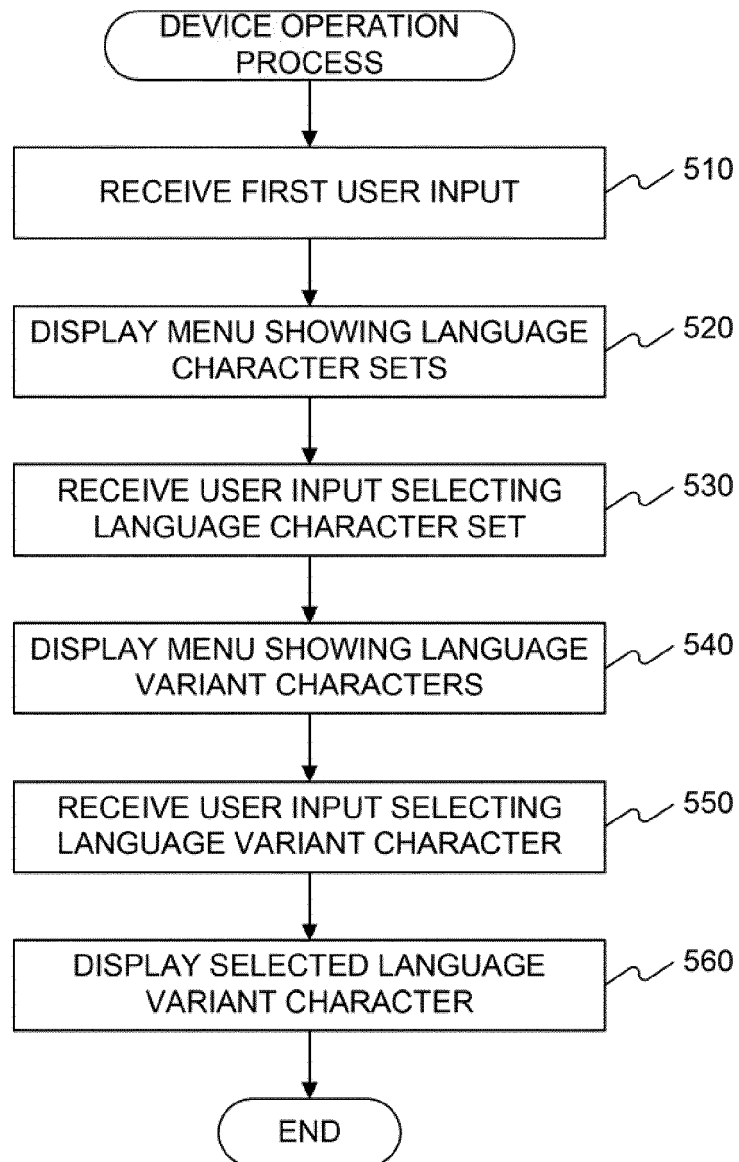 DEVICE OPERATION
PROCESS
RECEIVE FIRST USER INPUT
510
DISPLAY MENU SHOWING LANGUAGE
CHARACTER SETS
520
RECEIVE USER INPUT SELECTING
LANGUAGE CHARACTER SET
530
DISPLAY MENU SHOWING LANGUAGE
VARIANT CHARACTERS
540
RECEIVE USER INPUT SELECTING
LANGUAGE VARIANT CHARACTER
550
DISPLAY SELECTED LANGUAGE
VARIANT CHARACTER
560
END